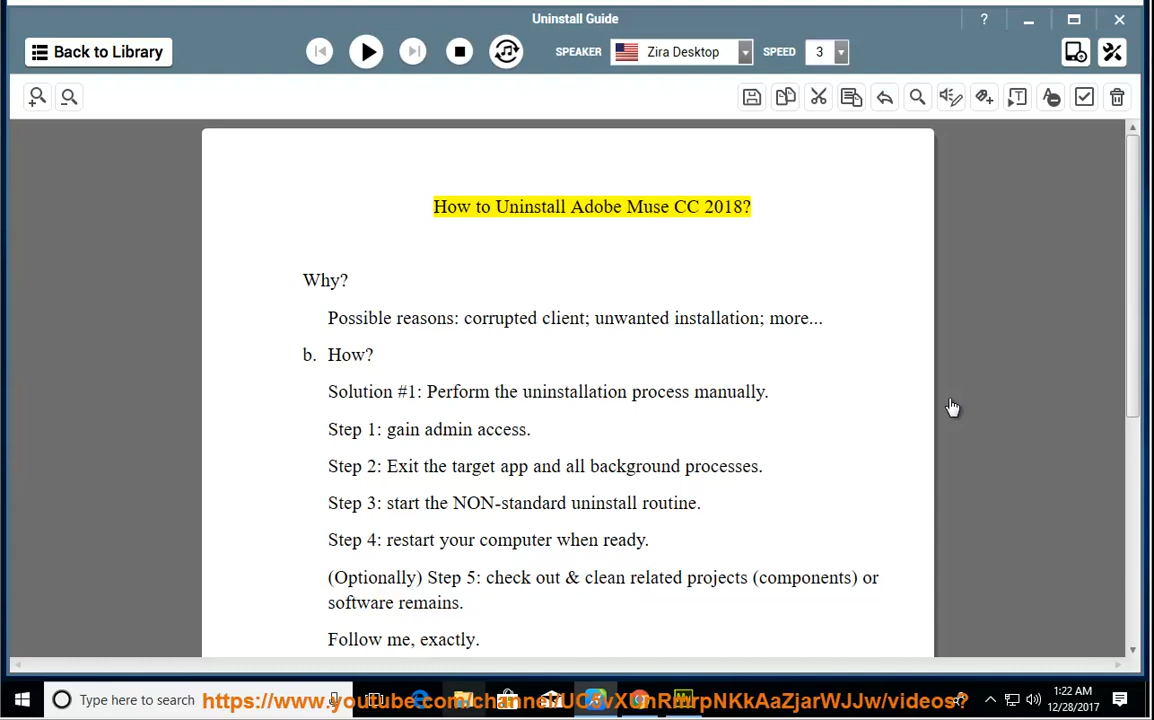 Uninstall Guide
Back to Library
SPEAKER
Zira Desktop
SPEED
3
How to Uninstall Adobe Muse CC 2018?
Why?
Possible reasons: corrupted client; unwanted installation; more...
b. How?
Solution #1: Perform the uninstallation process manually.
Step 1: gain admin access.
Step 2: Exit the target app and all background processes.
Step 3: start the NON-standard uninstall routine.
Step 4: restart your computer when ready.
(Optionally) Step 5: check out & clean related projects (components) or
software remains.
Follow me, exactly.
Type here to search
1:22 AM
12/28/2017